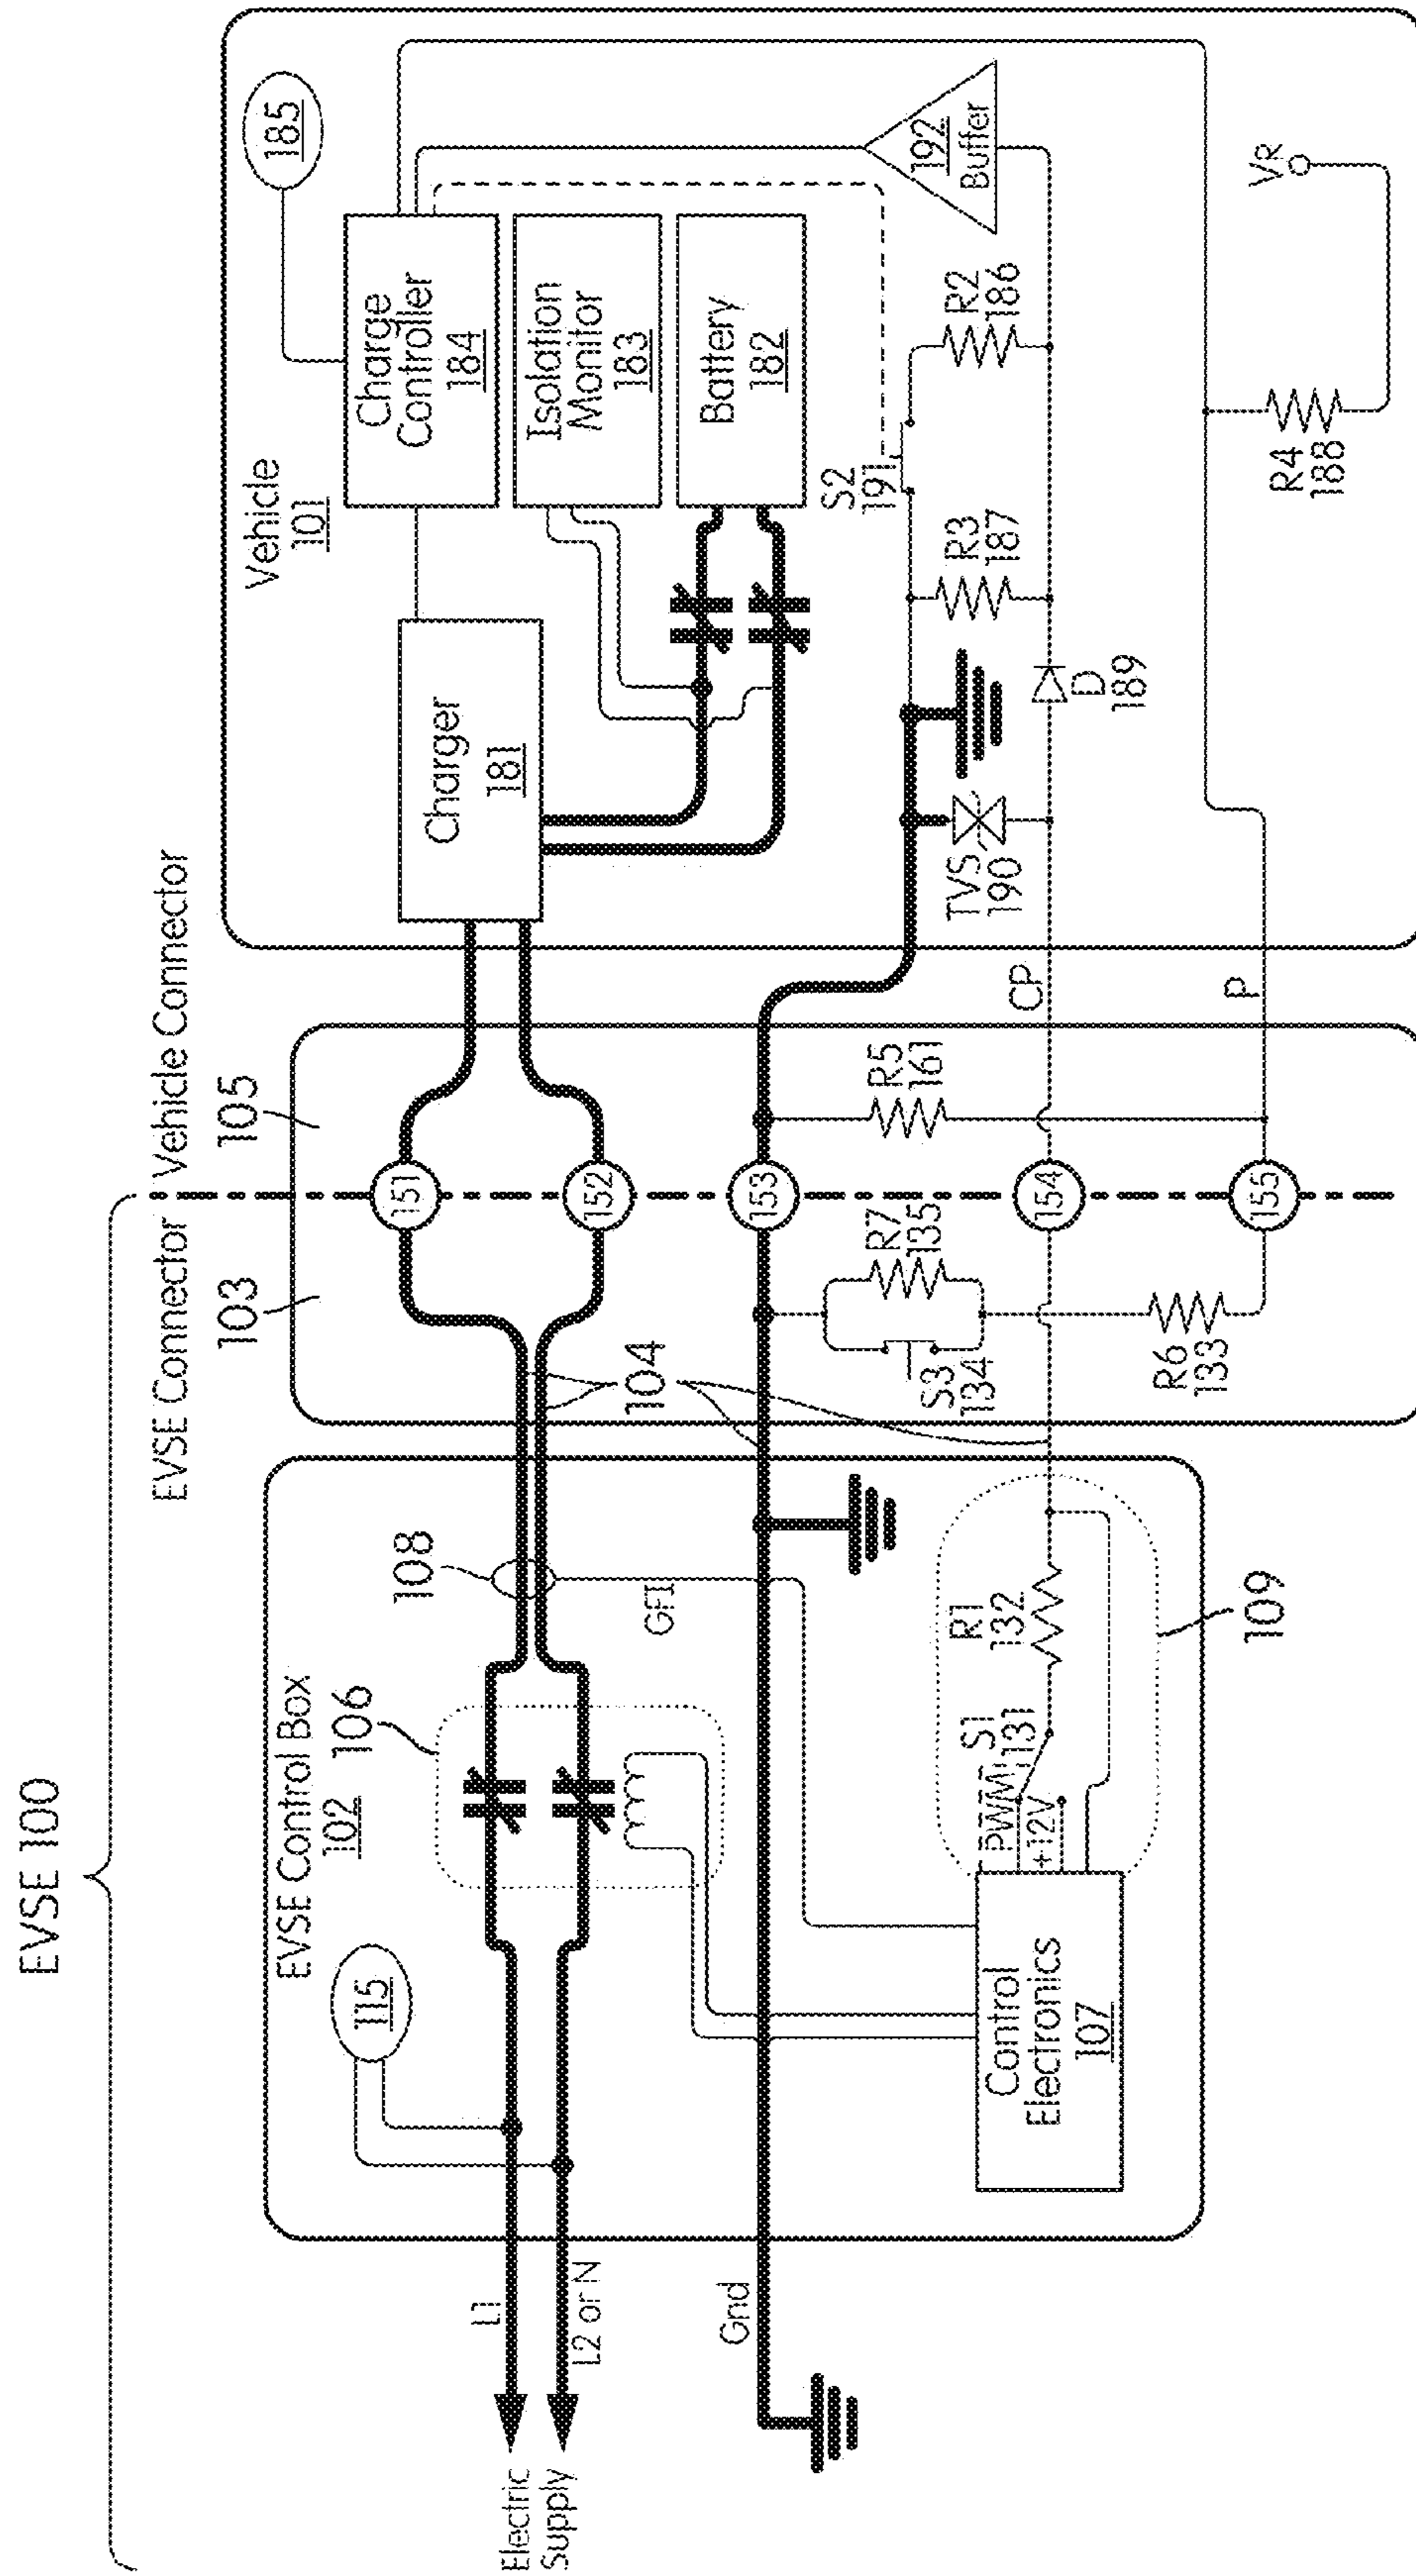 EVSE 100
EVSE Connector
Vehicle Connector
103
105
EVSE Control Box
102
106
108
115
104
Vehicle
101
185
Charge
Controller
184
Isolation
Monitor
183
Battery
182
Charger
181
151
152
153
154
155
Electric
Supply
L1
L2 or N
Gnd
GFI
Control
Electronics
107
PWM
+12V
S1
131
R1
132
109
S3
134
R7
135
R6
133
R5
161
CP
P
TVS
190
D
189
R3
187
S2
191
R2
186
192
Buffer
R4
188
VR